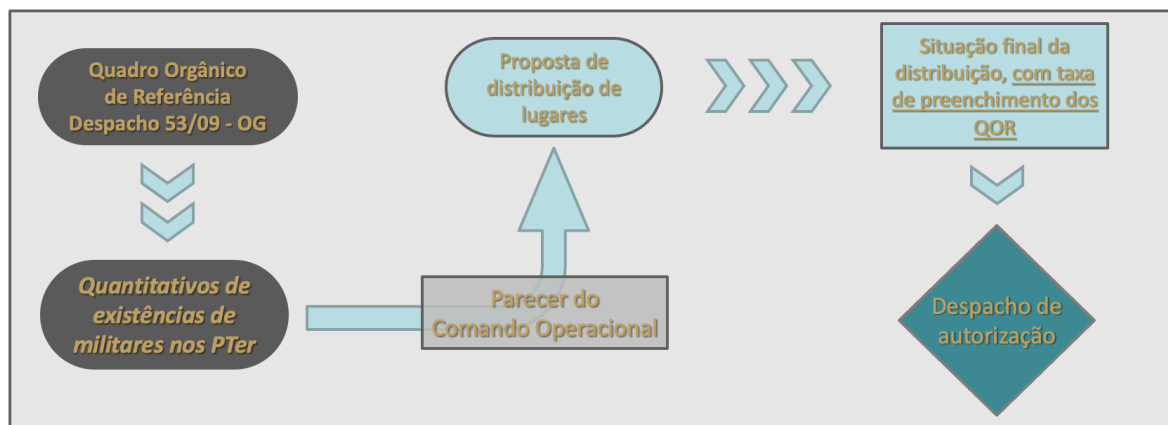 Quadro Orgânico
de Referência
Despacho 53/09 - OG
Quantitativos de
existências de
militares nos PTer
Parecer do
Comando Operacional
Proposta de
distribuição de
lugares
Situação final da
distribuição, com taxa
de preenchimento dos
QOR
Despacho de
autorização